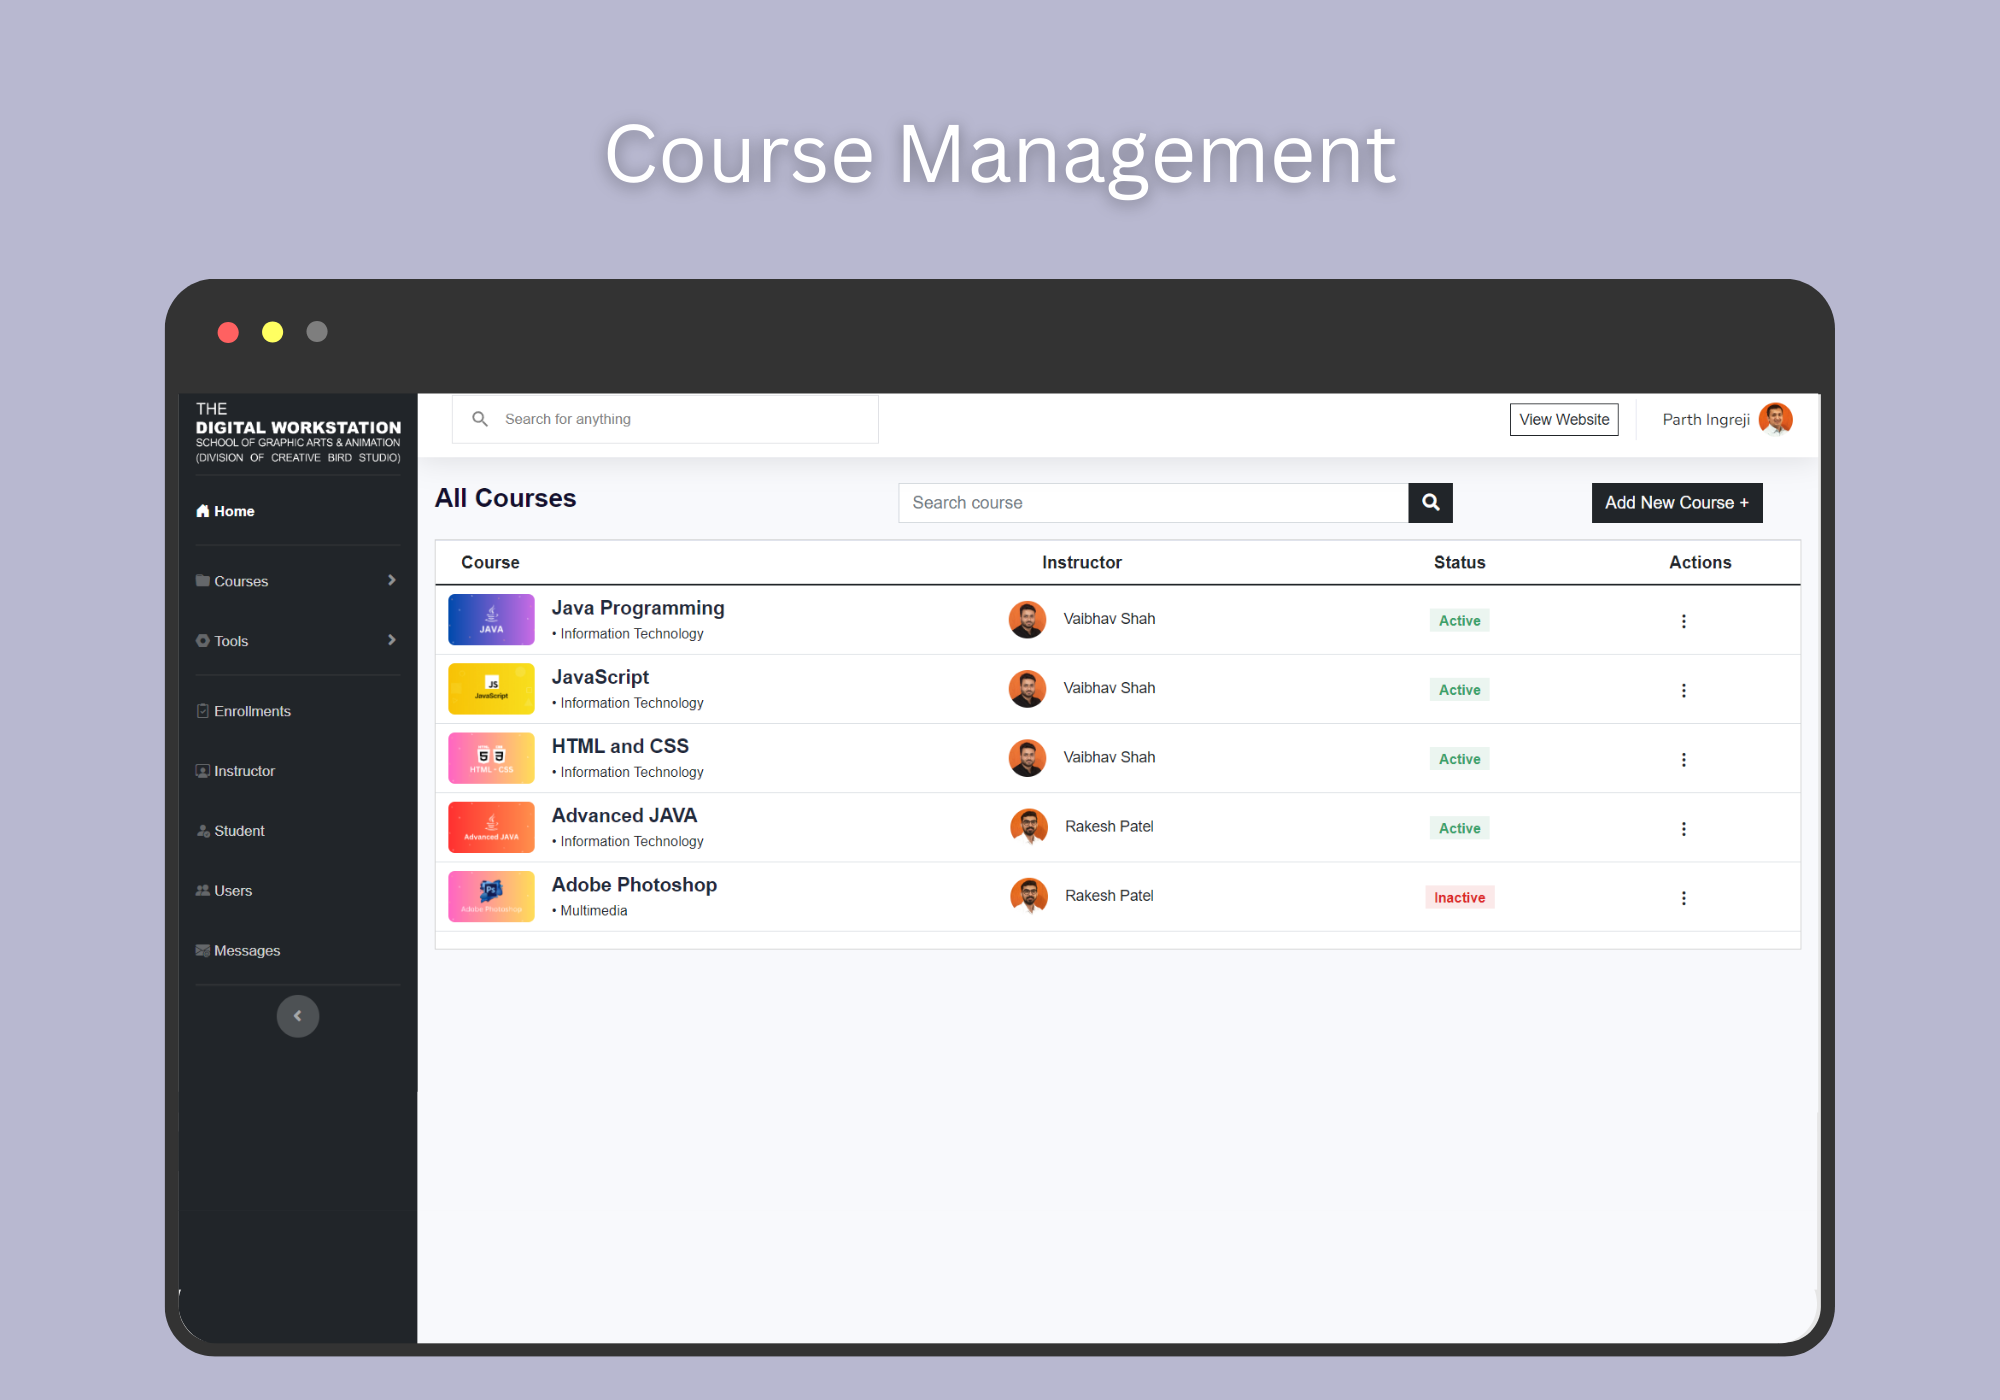 Course Management
THE
DIGITAL WORKSTATION
SCHOOL OF GRAPHIC ARTS & ANIMATION
(DIVISION OF CREATIVE BIRD STUDIO)
Home
Courses
Tools
Enrollments
Instructor
Student
Users
Messages
Search for anything
View Website
Parth Ingreji
All Courses
Search course
Add New Course +
Course Instructor Status Actions
JAVA
Java Programming
• Information Technology
Vaibhav Shah
Active
JS
JavaScript
JavaScript
• Information Technology
Vaibhav Shah
Active
5 3
HTML - CSS
HTML and CSS
• Information Technology
Vaibhav Shah
Active
Advanced JAVA
Advanced JAVA
• Information Technology
Rakesh Patel
Active
Ps
Adobe Photoshop
Adobe Photoshop
• Multimedia
Rakesh Patel
Inactive